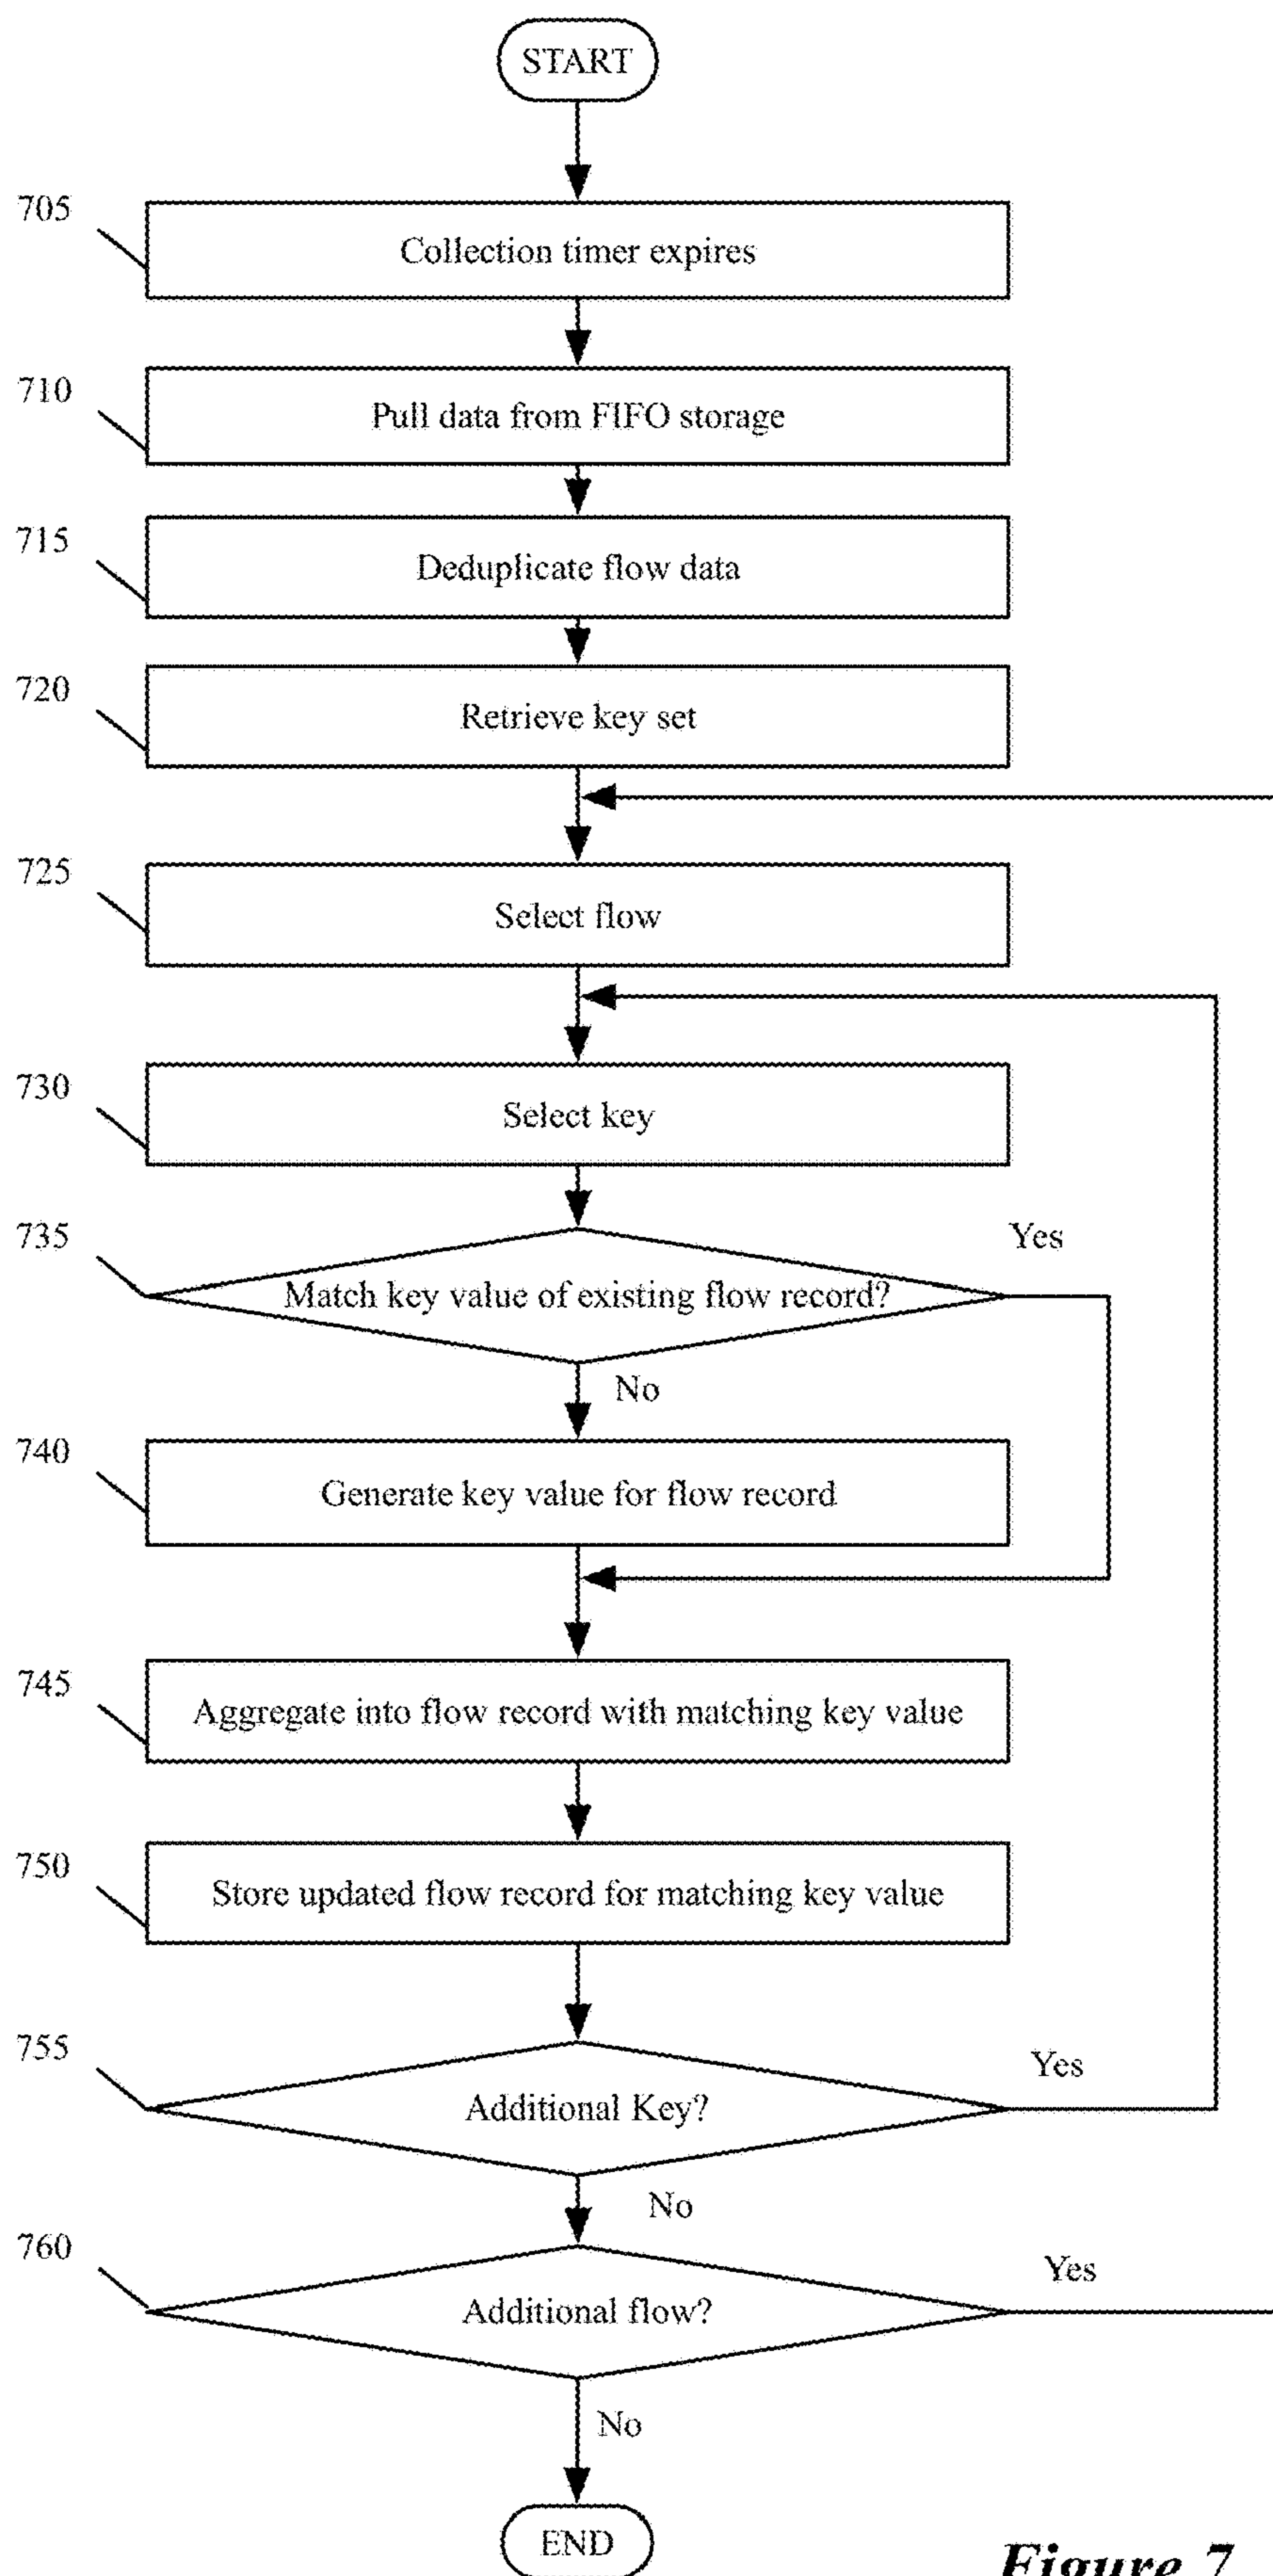 START
705
Collection timer expires
710
Pull data from FIFO storage
715
Deduplicate flow data
720
Retrieve key set
725
Select flow
730
Select key
735
Yes
Match key value of existing flow record?
No
740
Generate key value for flow record
745
Aggregate into flow record with matching key value
750
Store updated flow record for matching key value
755
Yes
Additional Key?
No
760
Yes
Additional flow?
No
END
Figure 7